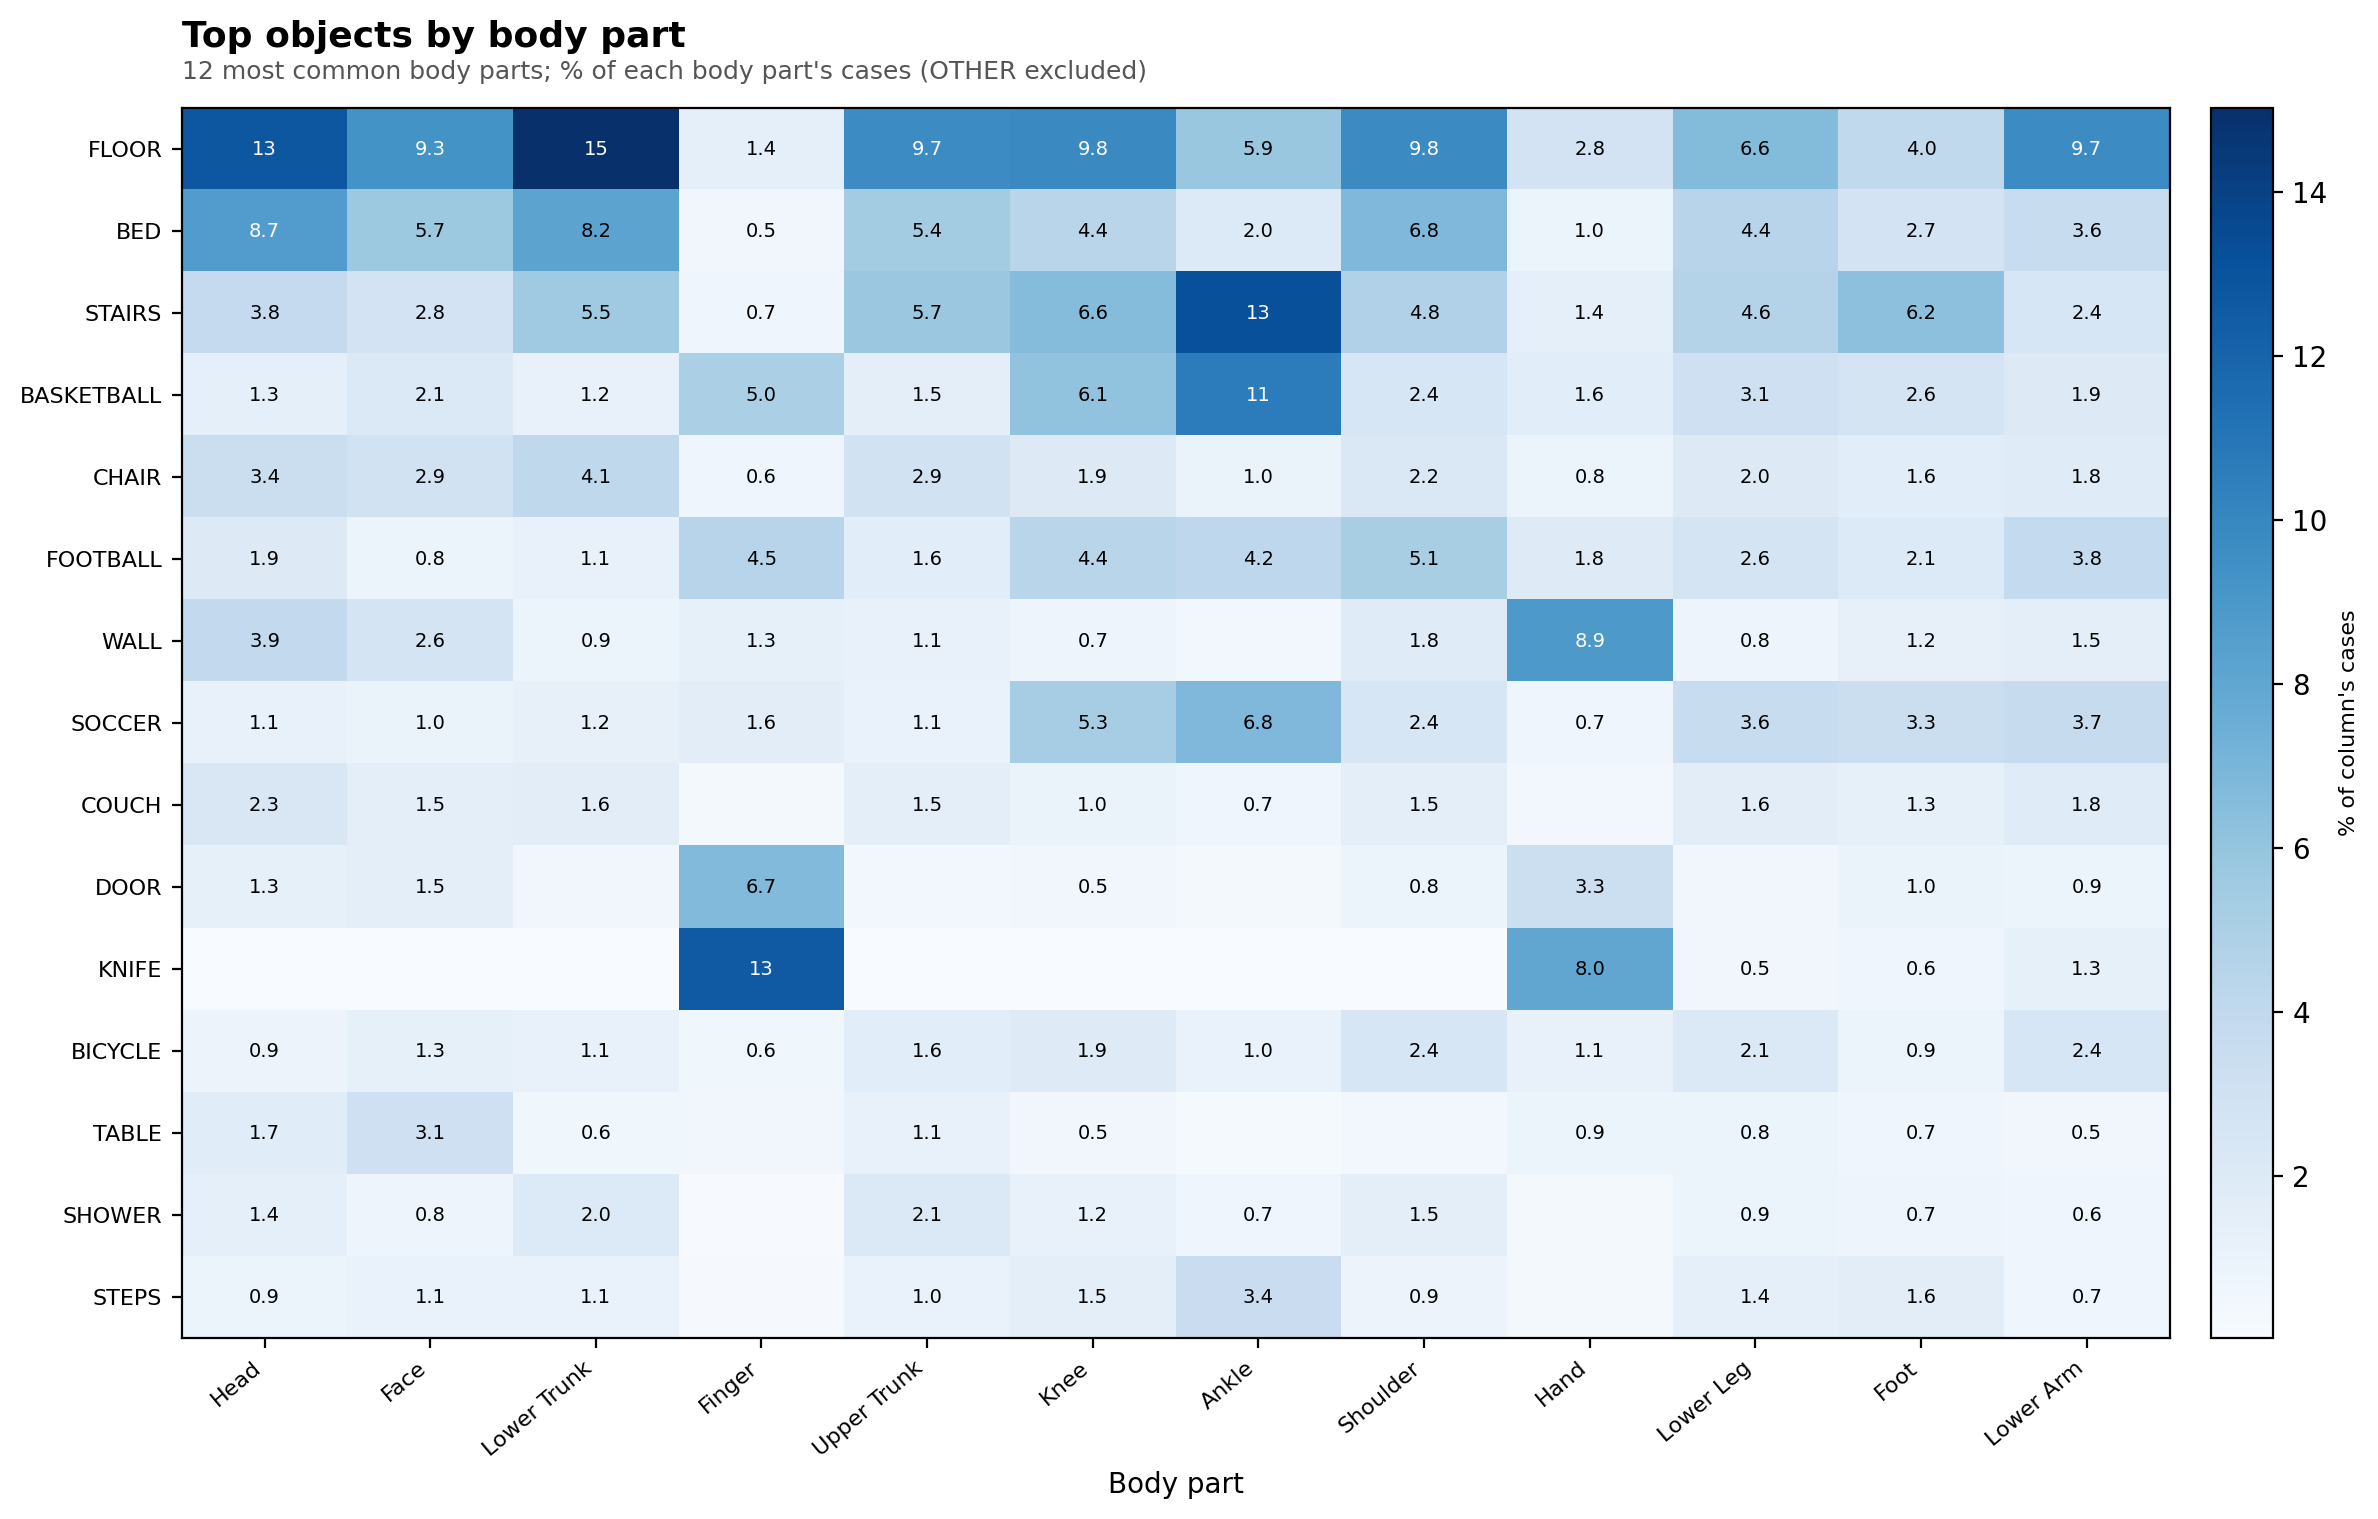 Top objects by body part
12 most common body parts; % of each body part's cases (OTHER excluded)
FLOOR 13 9.3 15 1.4 9.7 9.8 5.9 9.8 2.8 6.6 4.0 9.7
BED 8.7 5.7 8.2 0.5 5.4 4.4 2.0 6.8 1.0 4.4 2.7 3.6
STAIRS 3.8 2.8 5.5 0.7 5.7 6.6 13 4.8 1.4 4.6 6.2 2.4
BASKETBALL 1.3 2.1 1.2 5.0 1.5 6.1 11 2.4 1.6 3.1 2.6 1.9
CHAIR 3.4 2.9 4.1 0.6 2.9 1.9 1.0 2.2 0.8 2.0 1.6 1.8
FOOTBALL 1.9 0.8 1.1 4.5 1.6 4.4 4.2 5.1 1.8 2.6 2.1 3.8
WALL 3.9 2.6 0.9 1.3 1.1 0.7 1.8 8.9 0.8 1.2 1.5
SOCCER 1.1 1.0 1.2 1.6 1.1 5.3 6.8 2.4 0.7 3.6 3.3 3.7
COUCH 2.3 1.5 1.6 1.5 1.0 0.7 1.5 1.6 1.3 1.8
DOOR 1.3 1.5 6.7 0.5 0.8 3.3 1.0 0.9
KNIFE 13 8.0 0.5 0.6 1.3
BICYCLE 0.9 1.3 1.1 0.6 1.6 1.9 1.0 2.4 1.1 2.1 0.9 2.4
TABLE 1.7 3.1 0.6 1.1 0.5 0.9 0.8 0.7 0.5
SHOWER 1.4 0.8 2.0 2.1 1.2 0.7 1.5 0.9 0.7 0.6
STEPS 0.9 1.1 1.1 1.0 1.5 3.4 0.9 1.4 1.6 0.7
Head Face Lower Trunk Finger Upper Trunk Knee Ankle Shoulder Hand Lower Leg Foot Lower Arm
Body part
14
12
10
8
6
4
2
% of column's cases